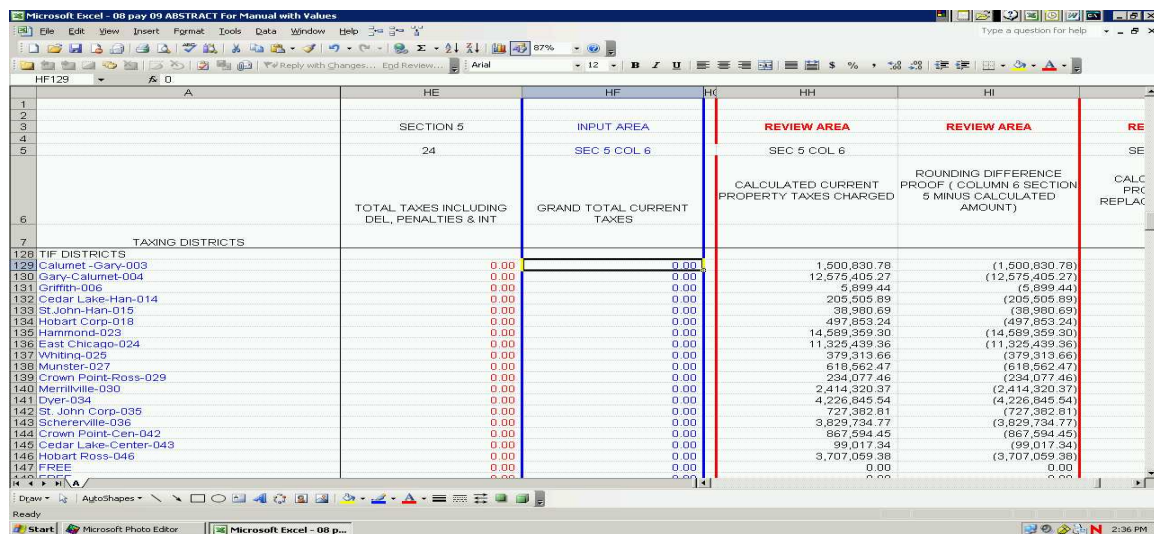 Microsoft Excel - 08 pay 09 ABSTRACT For Manual with Values
File Edit View Insert Format Tools Data Window Help Type a question for help
87%
Reply with Changes... End Review... Arial 12 B I U $ % ,
HF129 fx 0
A HE HF HH HI
1
2
3 SECTION 5 INPUT AREA REVIEW AREA REVIEW AREA RE
4
5 24 SEC 5 COL 6 SEC 5 COL 6 SE
6 TOTAL TAXES INCLUDING DEL, PENALTIES & INT GRAND TOTAL CURRENT TAXES CALCULATED CURRENT PROPERTY TAXES CHARGED ROUNDING DIFFERENCE PROOF ( COLUMN 6 SECTION 5 MINUS CALCULATED AMOUNT) CALC PRO REPLAC
7 TAXING DISTRICTS
128 TIF DISTRICTS
129 Calumet -Gary-003 0.00 0.00 1,500,830.78 (1,500,830.78)
130 Gary-Calumet-004 0.00 0.00 12,575,405.27 (12,575,405.27)
131 Griffith-006 0.00 0.00 5,899.44 (5,899.44)
132 Cedar Lake-Han-014 0.00 0.00 205,505.89 (205,505.89)
133 St.John-Han-015 0.00 0.00 38,980.69 (38,980.69)
134 Hobart Corp-018 0.00 0.00 497,853.24 (497,853.24)
135 Hammond-023 0.00 0.00 14,589,359.30 (14,589,359.30)
136 East Chicago-024 0.00 0.00 11,325,439.36 (11,325,439.36)
137 Whiting-025 0.00 0.00 379,313.66 (379,313.66)
138 Munster-027 0.00 0.00 618,562.47 (618,562.47)
139 Crown Point-Ross-029 0.00 0.00 234,077.46 (234,077.46)
140 Merrillville-030 0.00 0.00 2,414,320.37 (2,414,320.37)
141 Dyer-034 0.00 0.00 4,226,845.54 (4,226,845.54)
142 St. John Corp-035 0.00 0.00 727,382.81 (727,382.81)
143 Schererville-036 0.00 0.00 3,829,734.77 (3,829,734.77)
144 Crown Point-Cen-042 0.00 0.00 867,594.45 (867,594.45)
145 Cedar Lake-Center-043 0.00 0.00 99,017.34 (99,017.34)
146 Hobart Ross-046 0.00 0.00 3,707,059.38 (3,707,059.38)
147 FREE 0.00 0.00 0.00 0.00
A
Draw AutoShapes
Ready
Start Microsoft Photo Editor Microsoft Excel - 08 p... 2:36 PM